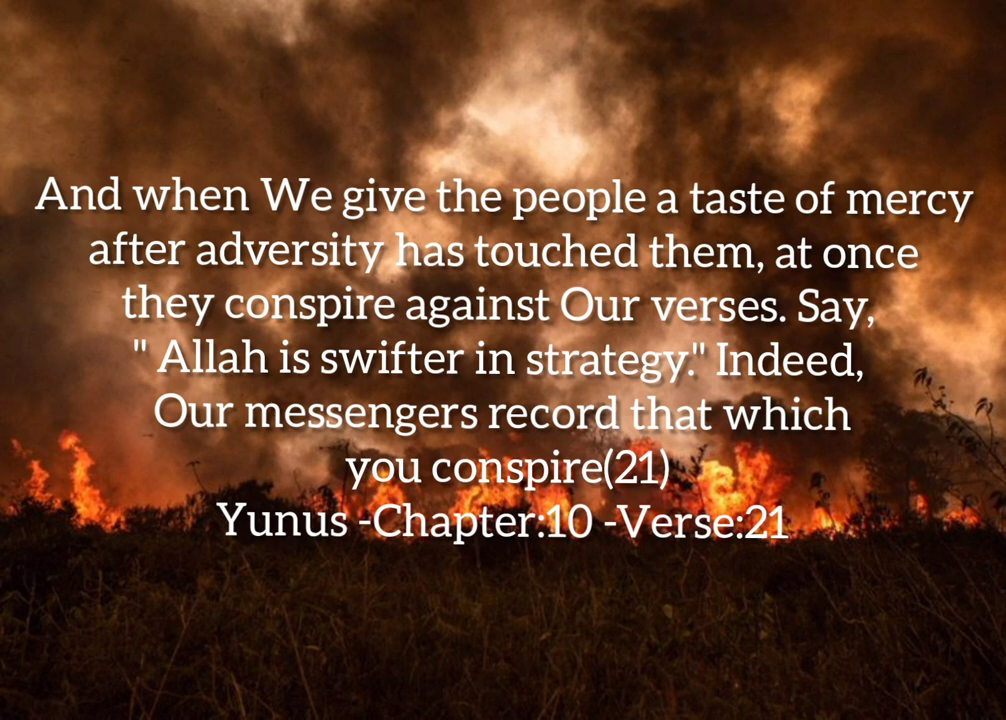 And when We give the people a taste of mercy
after adversity has touched them, at once
they conspire against Our verses. Say,
" Allah is swifter in strategy." Indeed,
Our messengers record that which
you conspire(21)
Yunus -Chapter:10 -Verse:21